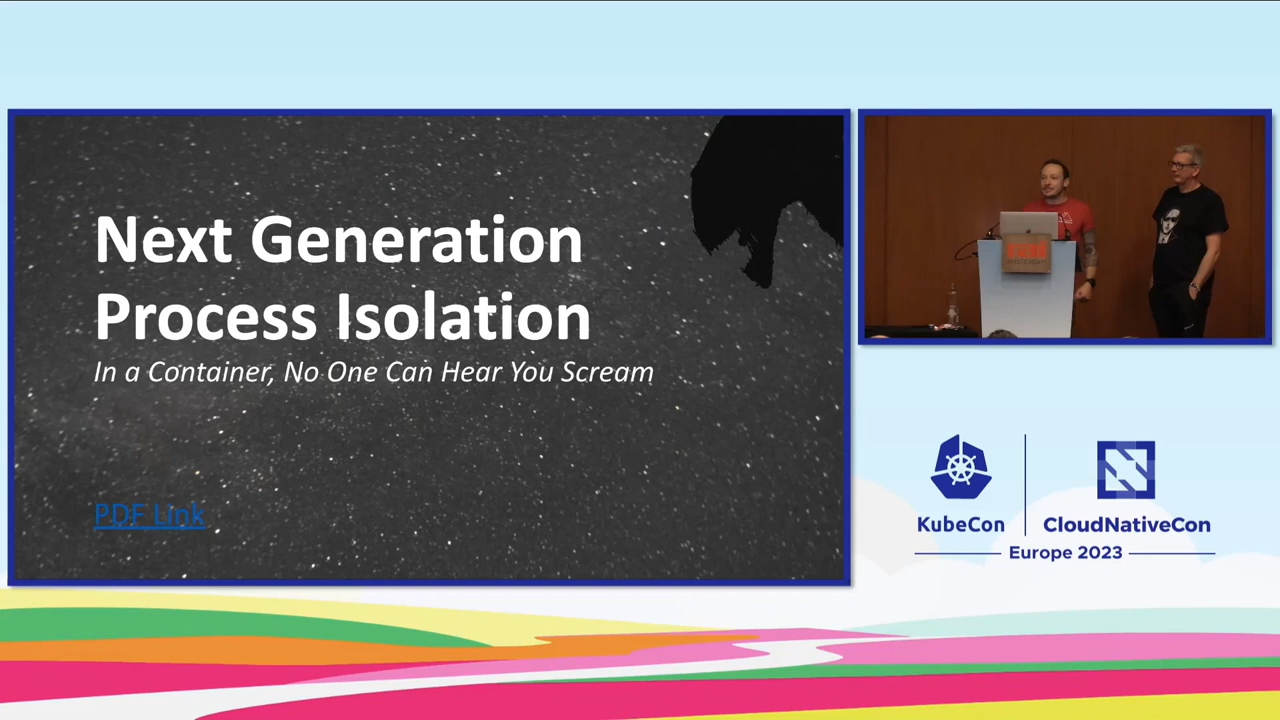 Next Generation
Process Isolation
In a Container, No One Can Hear You Scream
PDF Link
KubeCon
CloudNativeCon
Europe 2023